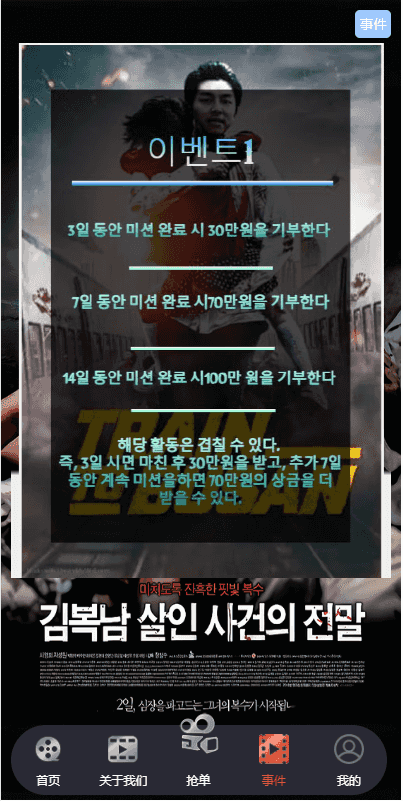 事件
이벤트1
3일 동안 미션 완료 시 30만원을 기부한다
7일 동안 미션 완료 시70만원을 기부한다
14일 동안 미션 완료 시100만 원을 기부한다
해당 활동은 겹칠 수 있다.
즉, 3일 시면 마친 후 30만원을 받고, 추가 7일
동안 계속 미션을하면 70만원의 상금을 더
받을 수 있다.
TRAIN
TO BUSAN
미치도록 잔혹한 핏빛 복수
김복남 살인 사건의 전말
2일, 심장을 파고드는 그녀의 복수가 시작된다
首页
关于我们
抢单
事件
我的